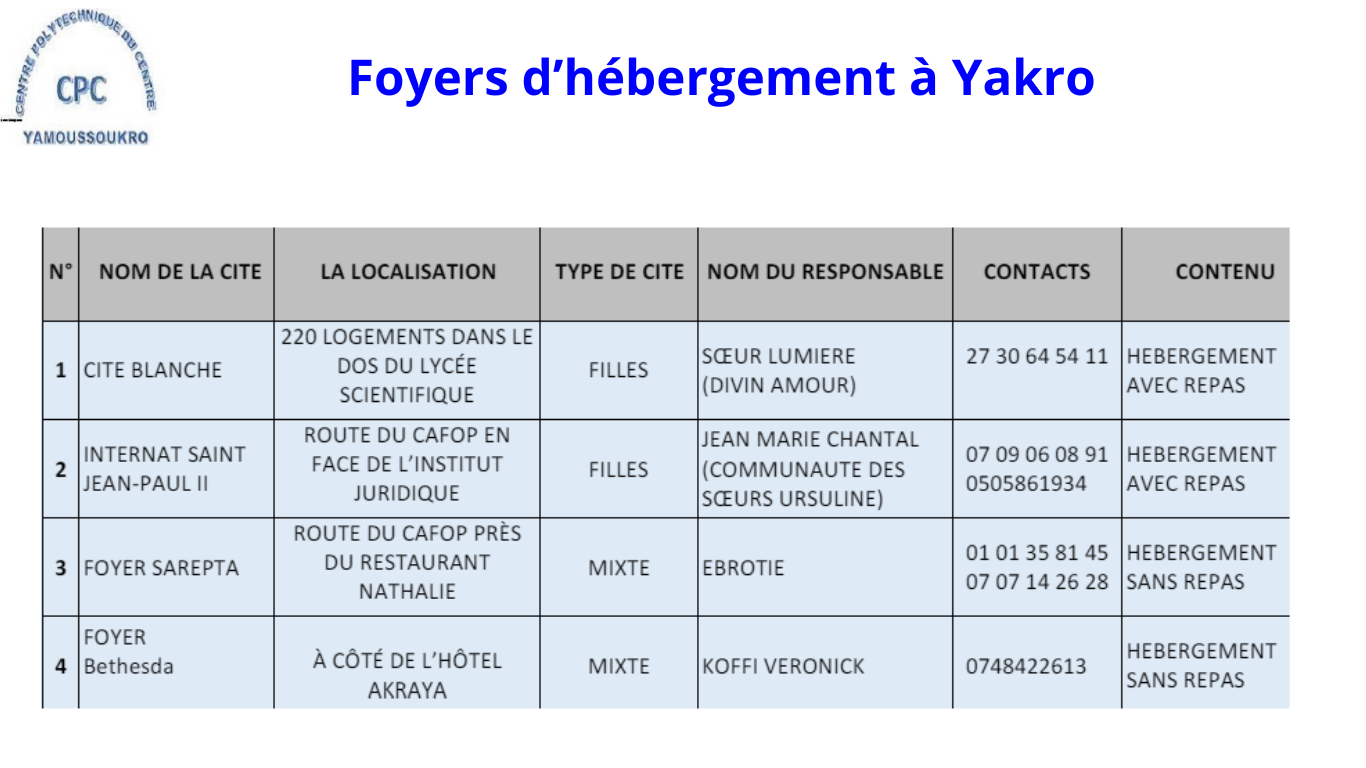 CENTRE POLYTECHNIQUE DU CENTRE
CPC
YAMOUSSOUKRO
Foyers d’hébergement à Yakro
N° NOM DE LA CITE LA LOCALISATION TYPE DE CITE NOM DU RESPONSABLE CONTACTS CONTENU
1
CITE BLANCHE
220 LOGEMENTS DANS LE
DOS DU LYCÉE
SCIENTIFIQUE
FILLES
SŒUR LUMIERE
(DIVIN AMOUR)
27 30 64 54 11
HEBERGEMENT
AVEC REPAS
2
INTERNAT SAINT
JEAN-PAUL II
ROUTE DU CAFOP EN
FACE DE L’INSTITUT
JURIDIQUE
FILLES
JEAN MARIE CHANTAL
(COMMUNAUTE DES
SŒURS URSULINE)
07 09 06 08 91
0505861934
HEBERGEMENT
AVEC REPAS
3
FOYER SAREPTA
ROUTE DU CAFOP PRÈS
DU RESTAURANT
NATHALIE
MIXTE
EBROTIE
01 01 35 81 45
07 07 14 26 28
HEBERGEMENT
SANS REPAS
4
FOYER
Bethesda
À CÔTÉ DE L’HÔTEL
AKRAYA
MIXTE
KOFFI VERONICK
0748422613
HEBERGEMENT
SANS REPAS